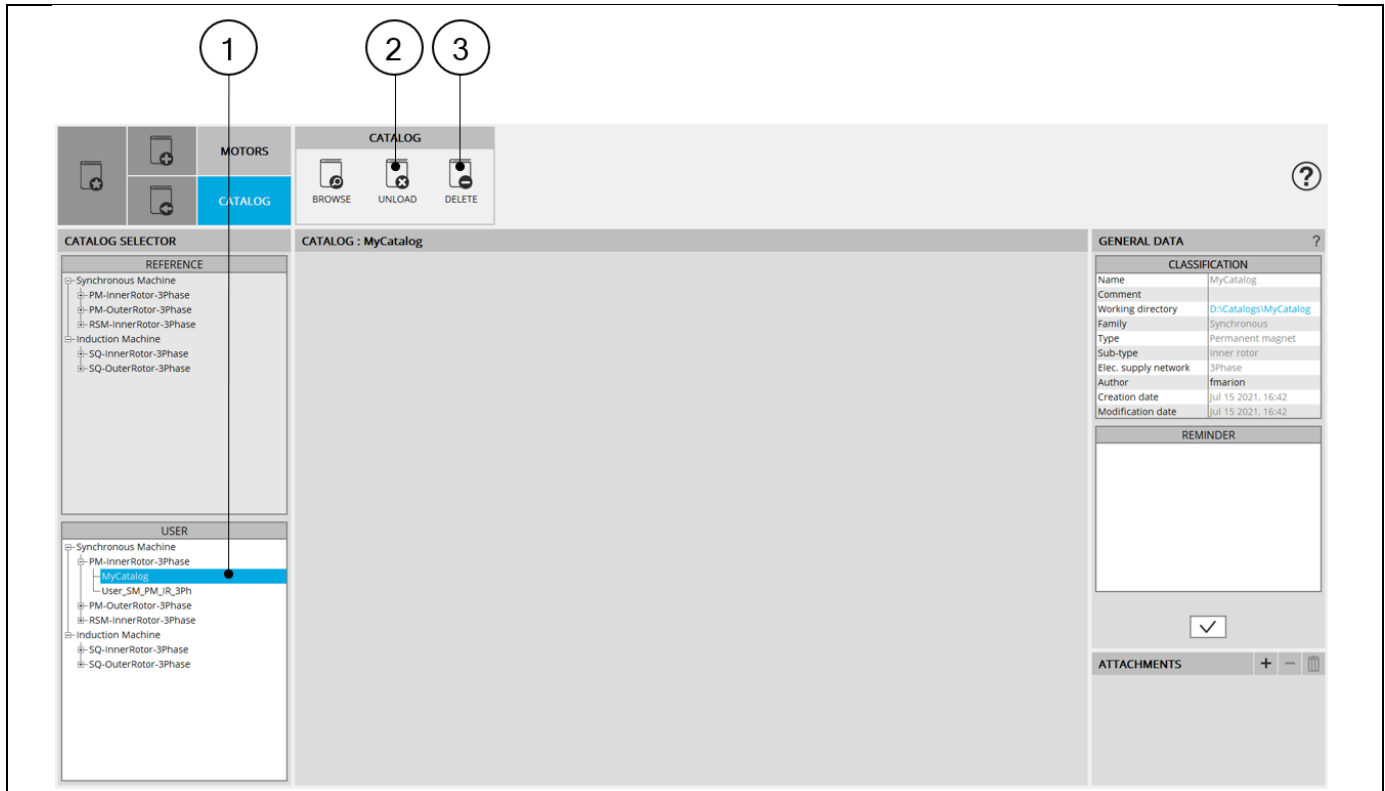 1
2
3
MOTORS
CATALOG
CATALOG
BROWSE
UNLOAD
DELETE
?
CATALOG SELECTOR
REFERENCE
Synchronous Machine
PM-InnerRotor-3Phase
PM-OuterRotor-3Phase
RSM-InnerRotor-3Phase
Induction Machine
SQ-InnerRotor-3Phase
SQ-OuterRotor-3Phase
USER
Synchronous Machine
PM-InnerRotor-3Phase
MyCatalog
User_SM_PM_IR_3Ph
PM-OuterRotor-3Phase
RSM-InnerRotor-3Phase
Induction Machine
SQ-InnerRotor-3Phase
SQ-OuterRotor-3Phase
CATALOG : MyCatalog
GENERAL DATA ?
CLASSIFICATION
Name MyCatalog
Comment
Working directory D:\Catalogs\MyCatalog
Family Synchronous
Type Permanent magnet
Sub-type Inner rotor
Elec. supply network 3Phase
Author fmarion
Creation date Jul 15 2021, 16:42
Modification date Jul 15 2021, 16:42
REMINDER
ATTACHMENTS